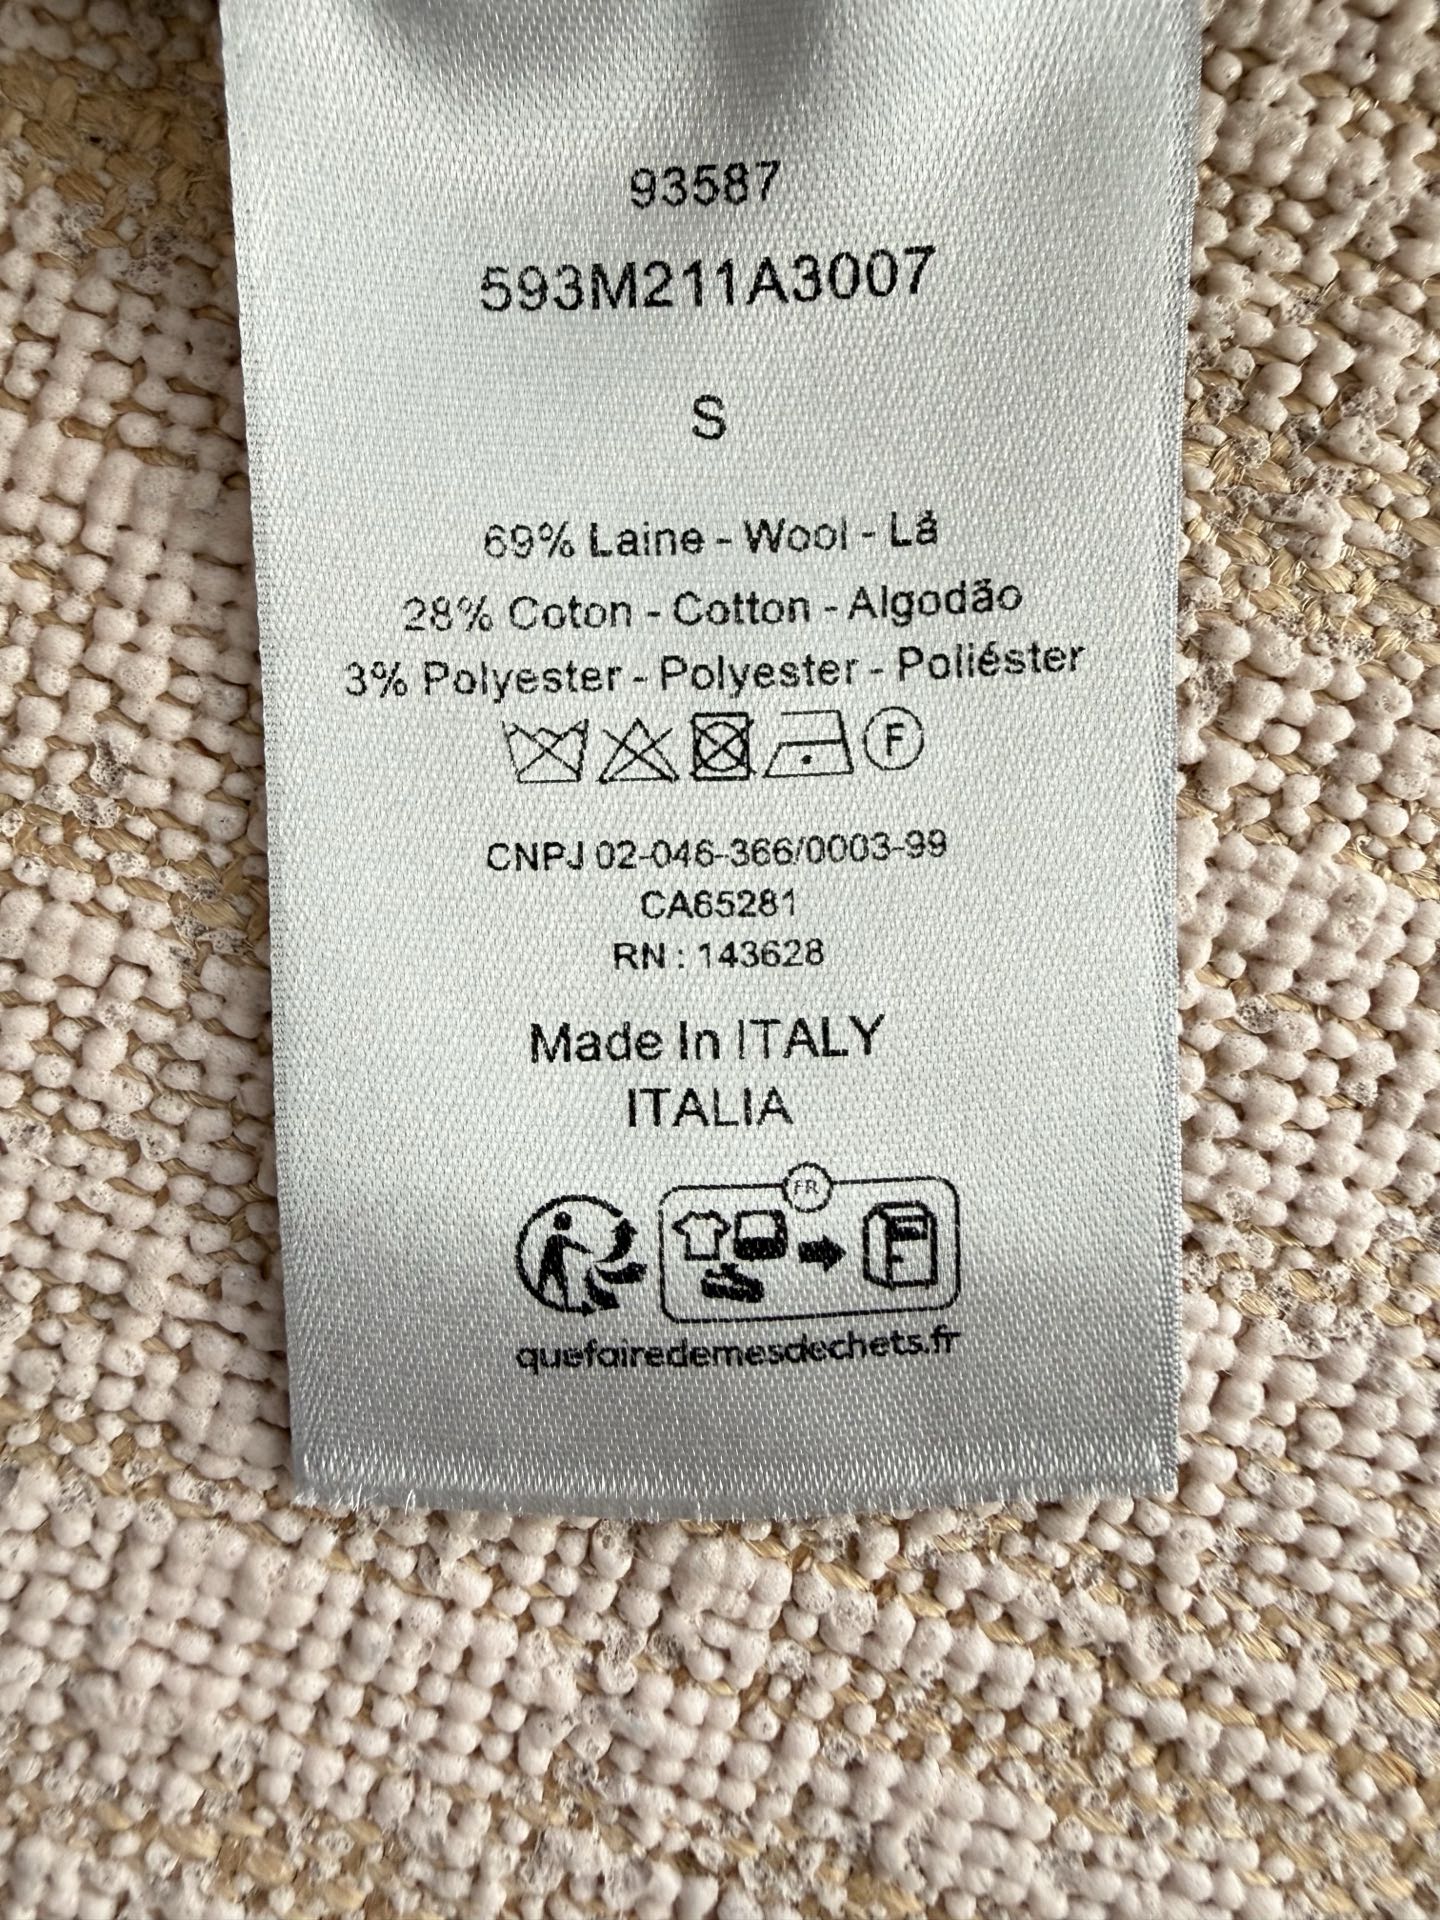 93587
593M211A3007
S
69% Laine - Wool - Lã
28% Coton - Cotton - Algodão
3% Polyester - Polyester - Poliéster
F
CNPJ 02-046-366/0003-99
CA65281
RN : 143628
Made In ITALY
ITALIA
FR
quefairedemesdechets.fr